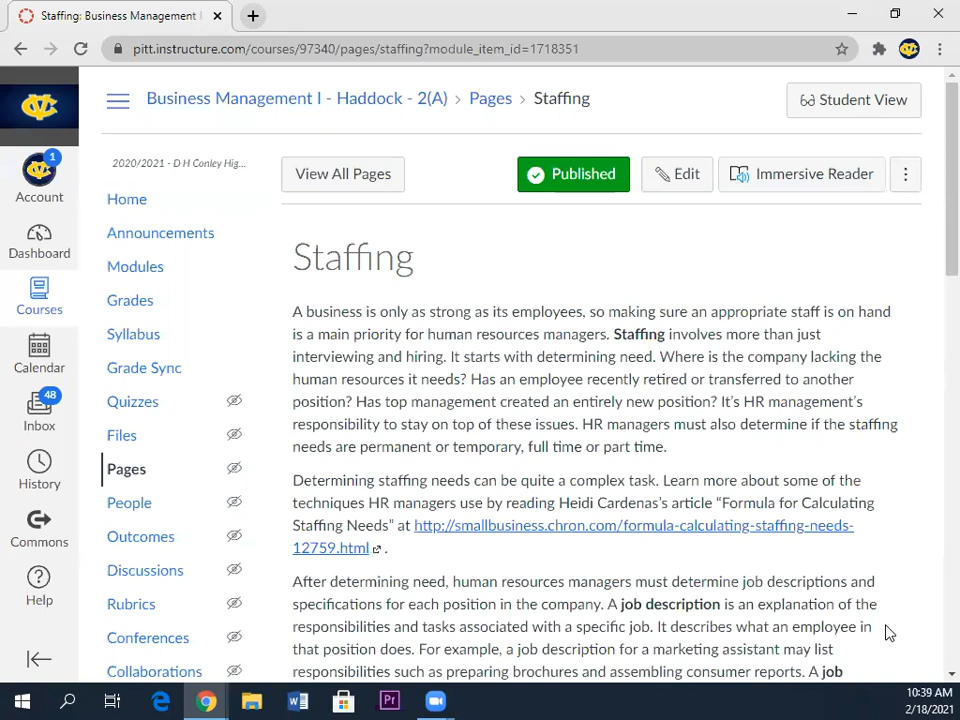 Staffing: Business Management I
pitt.instructure.com/courses/97340/pages/staffing?module_item_id=1718351
Business Management I - Haddock - 2(A) > Pages > Staffing
Student View
2020/2021 - D H Conley Hig...
View All Pages
Published
Edit
Immersive Reader
VC
1
Account
Dashboard
Courses
Calendar
48
Inbox
History
Commons
Help
Home
Announcements
Modules
Grades
Syllabus
Grade Sync
Quizzes
Files
Pages
People
Outcomes
Discussions
Rubrics
Conferences
Collaborations
Staffing
A business is only as strong as its employees, so making sure an appropriate staff is on hand
is a main priority for human resources managers. Staffing involves more than just
interviewing and hiring. It starts with determining need. Where is the company lacking the
human resources it needs? Has an employee recently retired or transferred to another
position? Has top management created an entirely new position? It’s HR management’s
responsibility to stay on top of these issues. HR managers must also determine if the staffing
needs are permanent or temporary, full time or part time.
Determining staffing needs can be quite a complex task. Learn more about some of the
techniques HR managers use by reading Heidi Cardenas’s article “Formula for Calculating
Staffing Needs” at http://smallbusiness.chron.com/formula-calculating-staffing-needs-
12759.html .
After determining need, human resources managers must determine job descriptions and
specifications for each position in the company. A job description is an explanation of the
responsibilities and tasks associated with a specific job. It describes what an employee in
that position does. For example, a job description for a marketing assistant may list
responsibilities such as preparing brochures and assembling consumer reports. A job
W
Pr
10:39 AM
2/18/2021